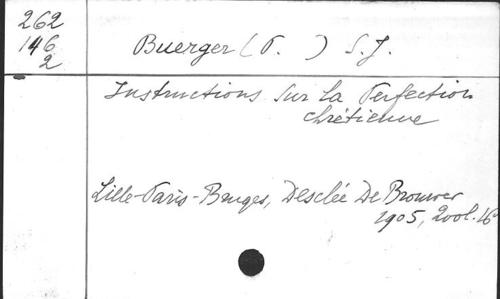 262
146
2
Buerger (P. ) S.J.
Instructions sur la Perfection
chrétienne
Lille-Paris-Bruges, Desclée De Brouwer
1905, 2vol. 16°